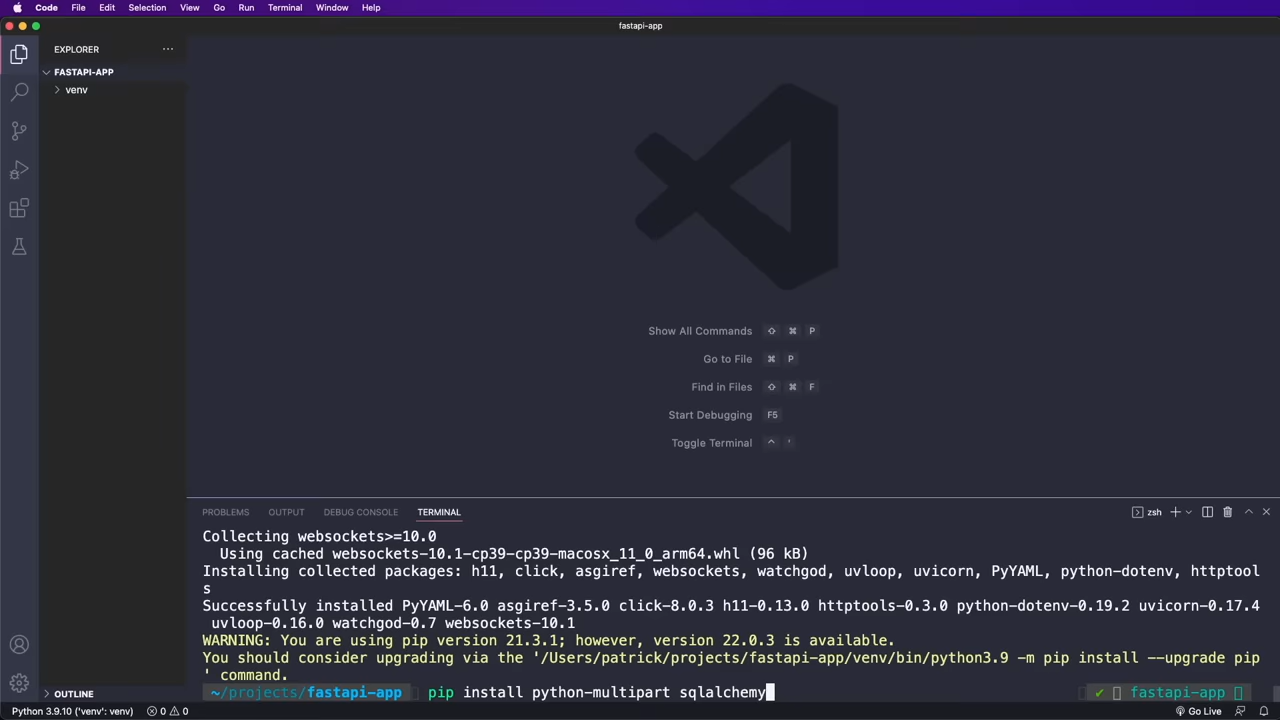 Code File Edit Selection View Go Run Terminal Window Help
fastapi-app
EXPLORER
FASTAPI-APP
venv
Show All Commands ⇧ ⌘ P
Go to File ⌘ P
Find in Files ⇧ ⌘ F
Start Debugging F5
Toggle Terminal ^ '
PROBLEMS OUTPUT DEBUG CONSOLE TERMINAL
zsh
Collecting websockets>=10.0
Using cached websockets-10.1-cp39-cp39-macosx_11_0_arm64.whl (96 kB)
Installing collected packages: h11, click, asgiref, websockets, watchgod, uvloop, uvicorn, PyYAML, python-dotenv, httptool
s
Successfully installed PyYAML-6.0 asgiref-3.5.0 click-8.0.3 h11-0.13.0 httptools-0.3.0 python-dotenv-0.19.2 uvicorn-0.17.4
uvloop-0.16.0 watchgod-0.7 websockets-10.1
WARNING: You are using pip version 21.3.1; however, version 22.0.3 is available.
You should consider upgrading via the '/Users/patrick/projects/fastapi-app/venv/bin/python3.9 -m pip install --upgrade pip
' command.
~/projects/fastapi-app pip install python-multipart sqlalchemy ✔ fastapi-app
OUTLINE
Python 3.9.10 ('venv': venv) 0 0 Go Live